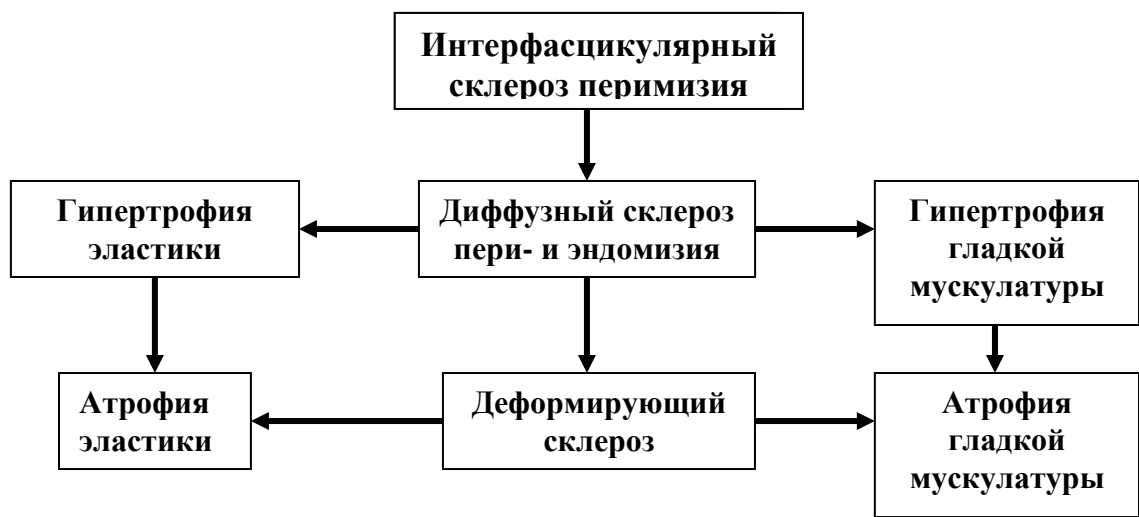 Интерфасцикулярный
склероз перимизия
Гипертрофия
эластики
Диффузный склероз
пери- и эндомизия
Гипертрофия
гладкой
мускулатуры
Атрофия
эластики
Деформирующий
склероз
Атрофия
гладкой
мускулатуры